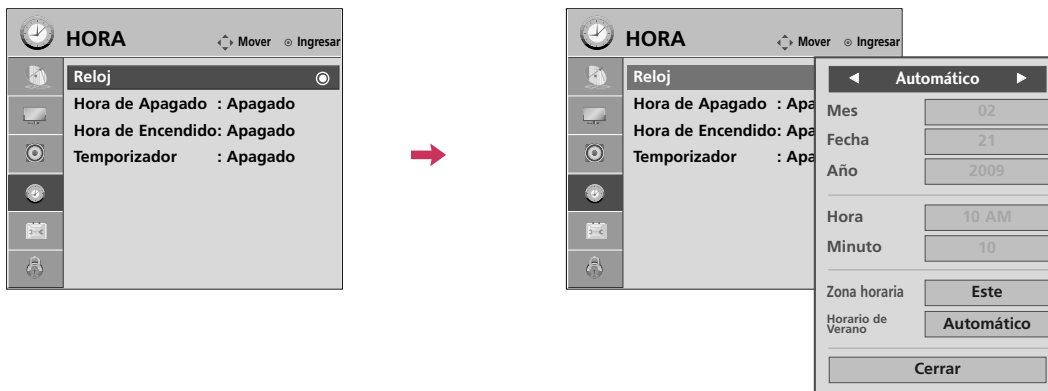 HORA Mover Ingresar
Reloj
Hora de Apagado : Apagado
Hora de Encendido: Apagado
Temporizador : Apagado
HORA Mover Ingresar
Reloj
Hora de Apagado : Apa
Hora de Encendido: Apa
Temporizador : Apa
Automático
Mes 02
Fecha 21
Año 2009
Hora 10 AM
Minuto 10
Zona horaria Este
Horario de
Verano Automático
Cerrar